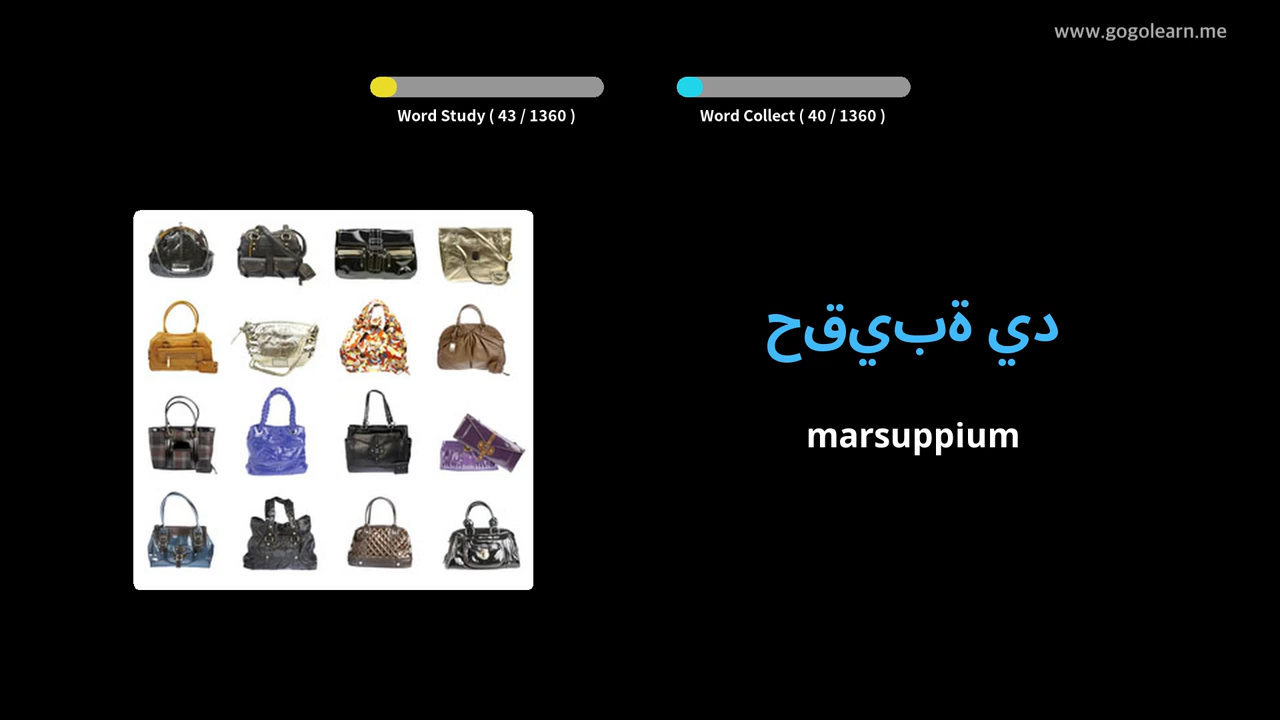 www.gogolearn.me
Word Study ( 43 / 1360 )
Word Collect ( 40 / 1360 )
حقيبة يد
marsuppium